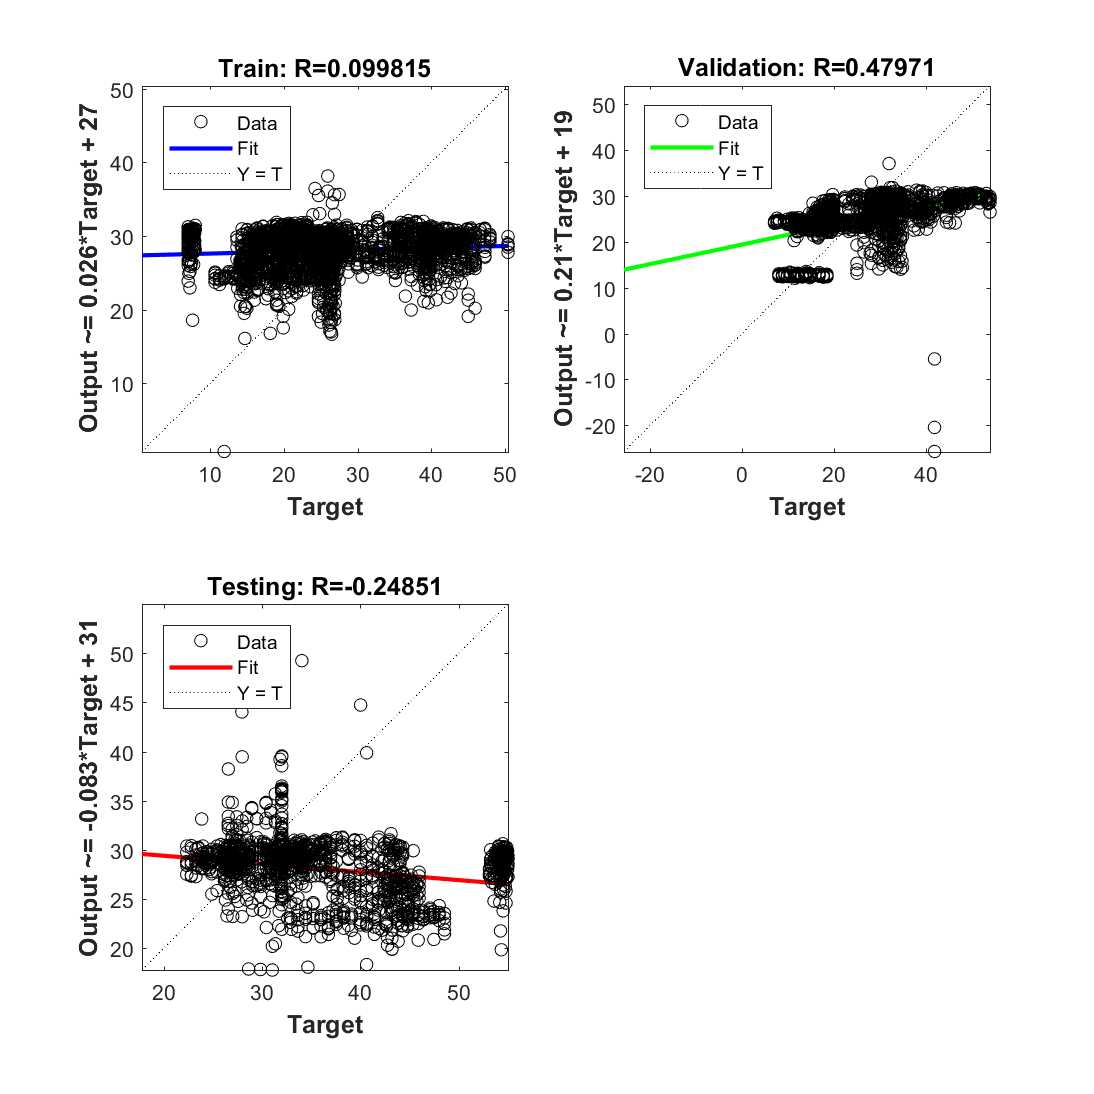 Train: R=0.099815
Output ~= 0.026*Target + 27
50
40
30
20
10
Data
Fit
Y = T
10 20 30 40 50
Target
Validation: R=0.47971
Output ~= 0.21*Target + 19
50
40
30
20
10
0
-10
-20
Data
Fit
Y = T
-20 0 20 40
Target
Testing: R=-0.24851
Output ~= -0.083*Target + 31
50
45
40
35
30
25
20
Data
Fit
Y = T
20 30 40 50
Target